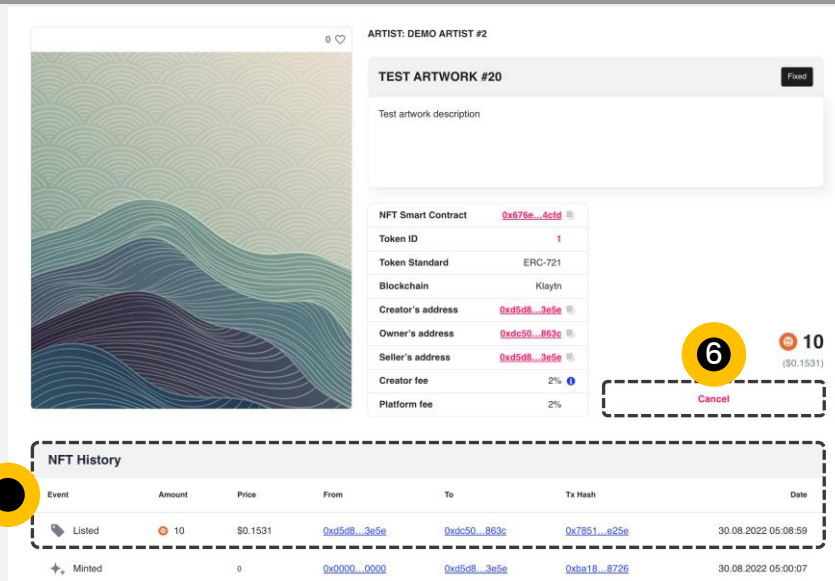 0
ARTIST: DEMO ARTIST #2
TEST ARTWORK #20
Fixed
Test artwork description
NFT Smart Contract 0x676e...4cfd
Token ID 1
Token Standard ERC-721
Blockchain Klaytn
Creator's address 0xd5d8...3e5e
Owner's address 0xdc50...863c
Seller's address 0xd5d8...3e5e
Creator fee 2%
Platform fee 2%
10
($0.1531)
6
Cancel
NFT History
Event Amount Price From To Tx Hash Date
Listed 10 $0.1531 0xd5d8...3e5e 0xdc50...863c 0x7851...e25e 30.08.2022 05:08:59
Minted 0 0x0000...0000 0xd5d8...3e5e 0xba18...8726 30.08.2022 05:00:07